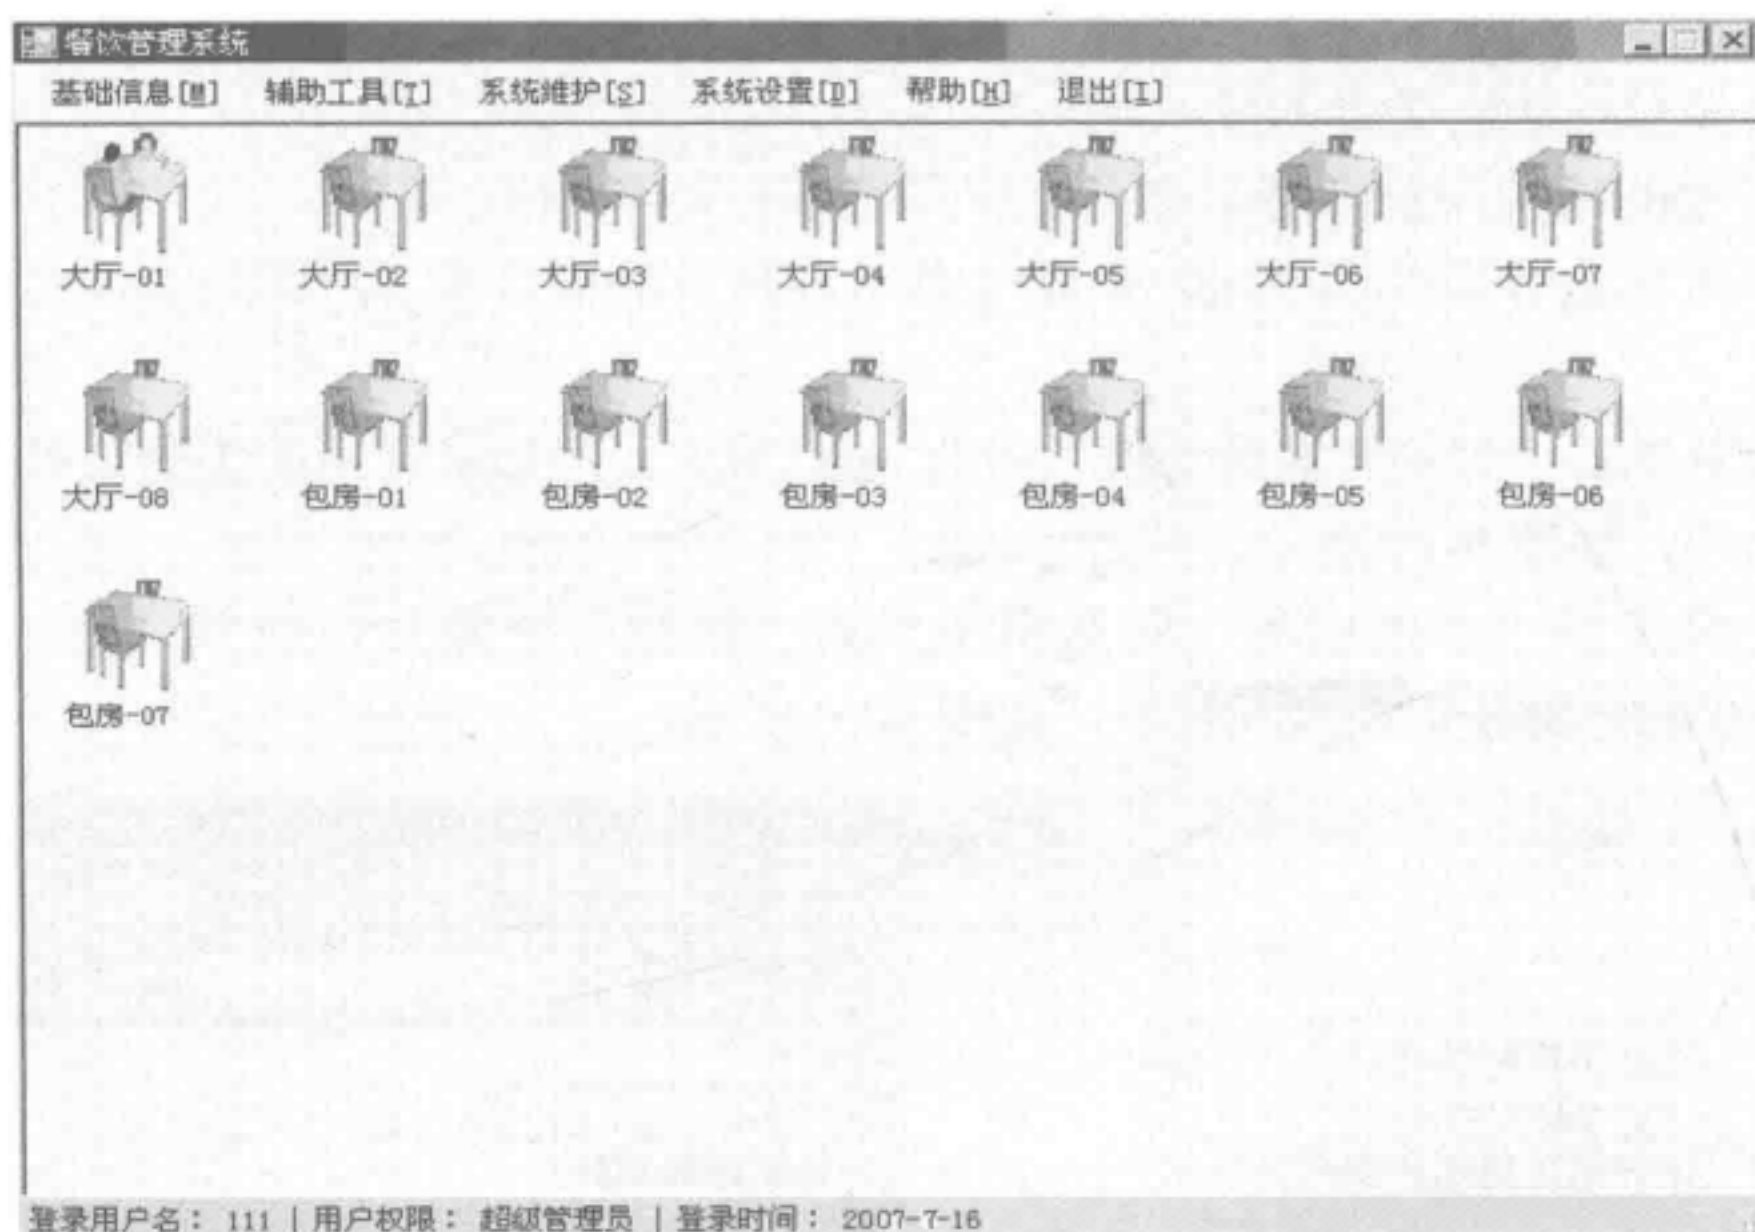 餐饮管理系统
基础信息[M] 辅助工具[T] 系统维护[S] 系统设置[D] 帮助[H] 退出[I]
大厅-01 大厅-02 大厅-03 大厅-04 大厅-05 大厅-06 大厅-07
大厅-08 包房-01 包房-02 包房-03 包房-04 包房-05 包房-06
包房-07
登录用户名： 111 | 用户权限： 超级管理员 | 登录时间： 2007-7-16